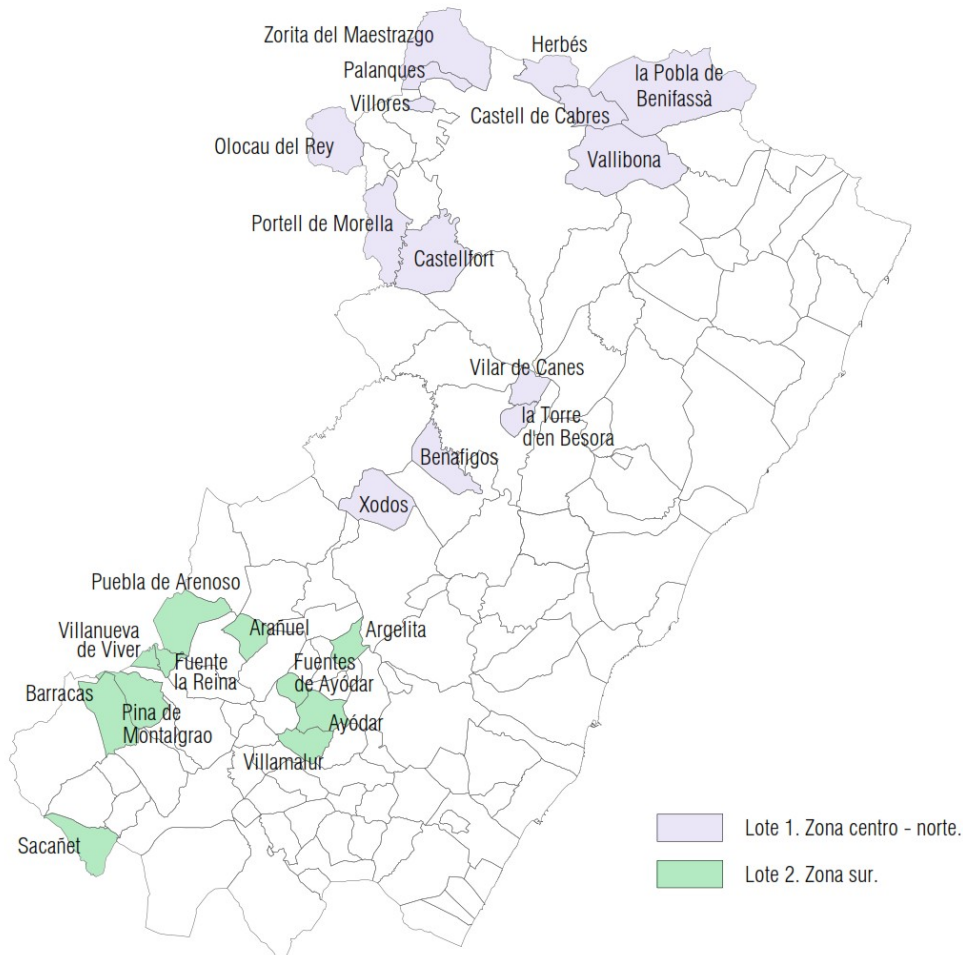 Zorita del Maestrazgo
Herbés
Palanques
la Pobla de
Benifassà
Villores
Castell de Cabres
Olocau del Rey
Vallibona
Portell de Morella
Castellfort
Vilar de Canes
la Torre
d'en Besora
Benafigos
Xodos
Puebla de Arenoso
Arañuel
Argelita
Villanueva
de Viver
Fuente
la Reina
Fuentes
de Ayódar
Barracas
Pina de
Montalgrao
Ayódar
Villamalur
Sacañet
Lote 1. Zona centro - norte.
Lote 2. Zona sur.